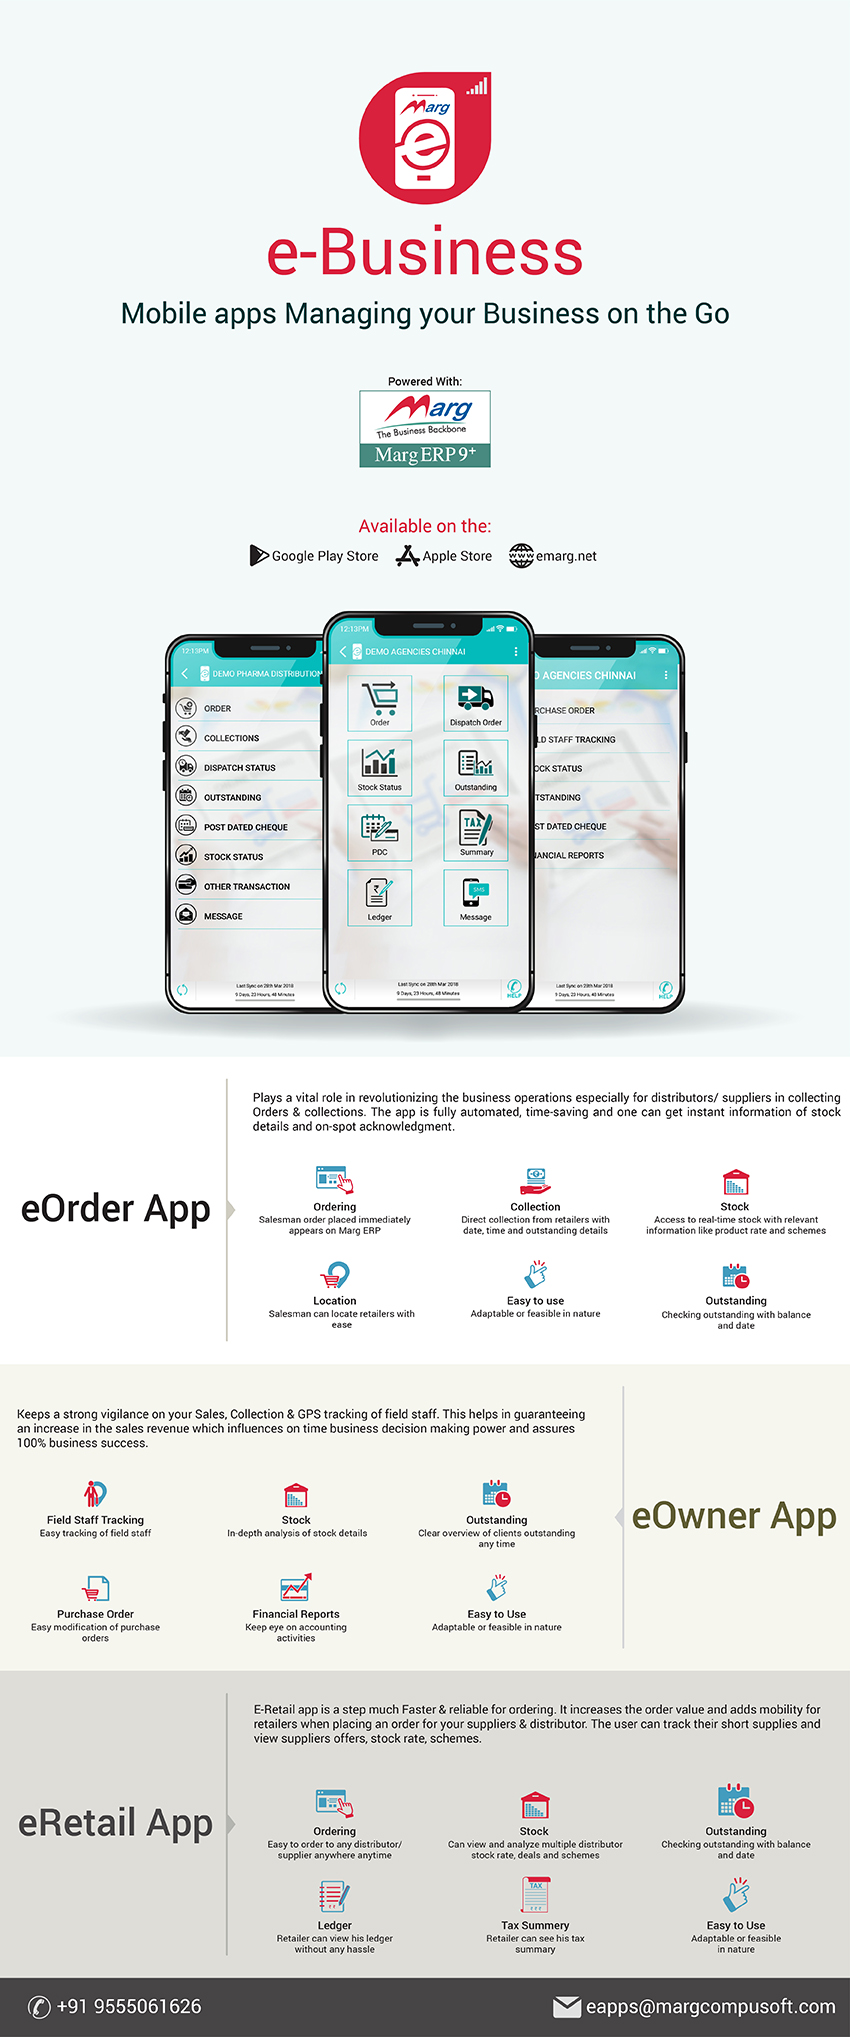 Marg
e
e-Business
Mobile apps Managing your Business on the Go
Powered With:
Marg
The Business Backbone
Marg ERP 9+
Available on the:
Google Play Store
Apple Store
www
emarg.net
12:13PM
DEMO PHARMA DISTRIBUTION
ORDER
COLLECTIONS
DISPATCH STATUS
OUTSTANDING
POST DATED CHEQUE
STOCK STATUS
OTHER TRANSACTION
MESSAGE
Last Sync on 28th Mar 2018
9 Days, 23 Hours, 48 Minutes
12:13PM
DEMO AGENCIES CHINNAI
Order
Dispatch Order
Stock Status
Outstanding
PDC
TAX
Summary
Ledger
SMS
Message
Last Sync on 28th Mar 2018
9 Days, 23 Hours, 48 Minutes
HELP
O AGENCIES CHINNAI
RCHASE ORDER
LD STAFF TRACKING
OCK STATUS
TSTANDING
ST DATED CHEQUE
ANCIAL REPORTS
Last Sync on 28th Mar 2018
9 Days, 23 Hours, 48 Minutes
HELP
eOrder App
Plays a vital role in revolutionizing the business operations especially for distributors/ suppliers in collecting
Orders & collections. The app is fully automated, time-saving and one can get instant information of stock
details and on-spot acknowledgment.
Ordering
Salesman order placed immediately
appears on Marg ERP
Collection
Direct collection from retailers with
date, time and outstanding details
Stock
Access to real-time stock with relevant
information like product rate and schemes
Location
Salesman can locate retailers with
ease
Easy to use
Adaptable or feasible in nature
Outstanding
Checking outstanding with balance
and date
Keeps a strong vigilance on your Sales, Collection & GPS tracking of field staff. This helps in guaranteeing
an increase in the sales revenue which influences on time business decision making power and assures
100% business success.
eOwner App
Field Staff Tracking
Easy tracking of field staff
Stock
In-depth analysis of stock details
Outstanding
Clear overview of clients outstanding
any time
Purchase Order
Easy modification of purchase
orders
Financial Reports
Keep eye on accounting
activities
Easy to Use
Adaptable or feasible in nature
eRetail App
E-Retail app is a step much Faster & reliable for ordering. It increases the order value and adds mobility for
retailers when placing an order for your suppliers & distributor. The user can track their short supplies and
view suppliers offers, stock rate, schemes.
Ordering
Easy to order to any distributor/
supplier anywhere anytime
Stock
Can view and analyze multiple distributor
stock rate, deals and schemes
Outstanding
Checking outstanding with balance
and date
Ledger
Retailer can view his ledger
without any hassle
TAX
Tax Summery
Retailer can see his tax
summary
Easy to Use
Adaptable or feasible
in nature
+91 9555061626
eapps@margcompusoft.com